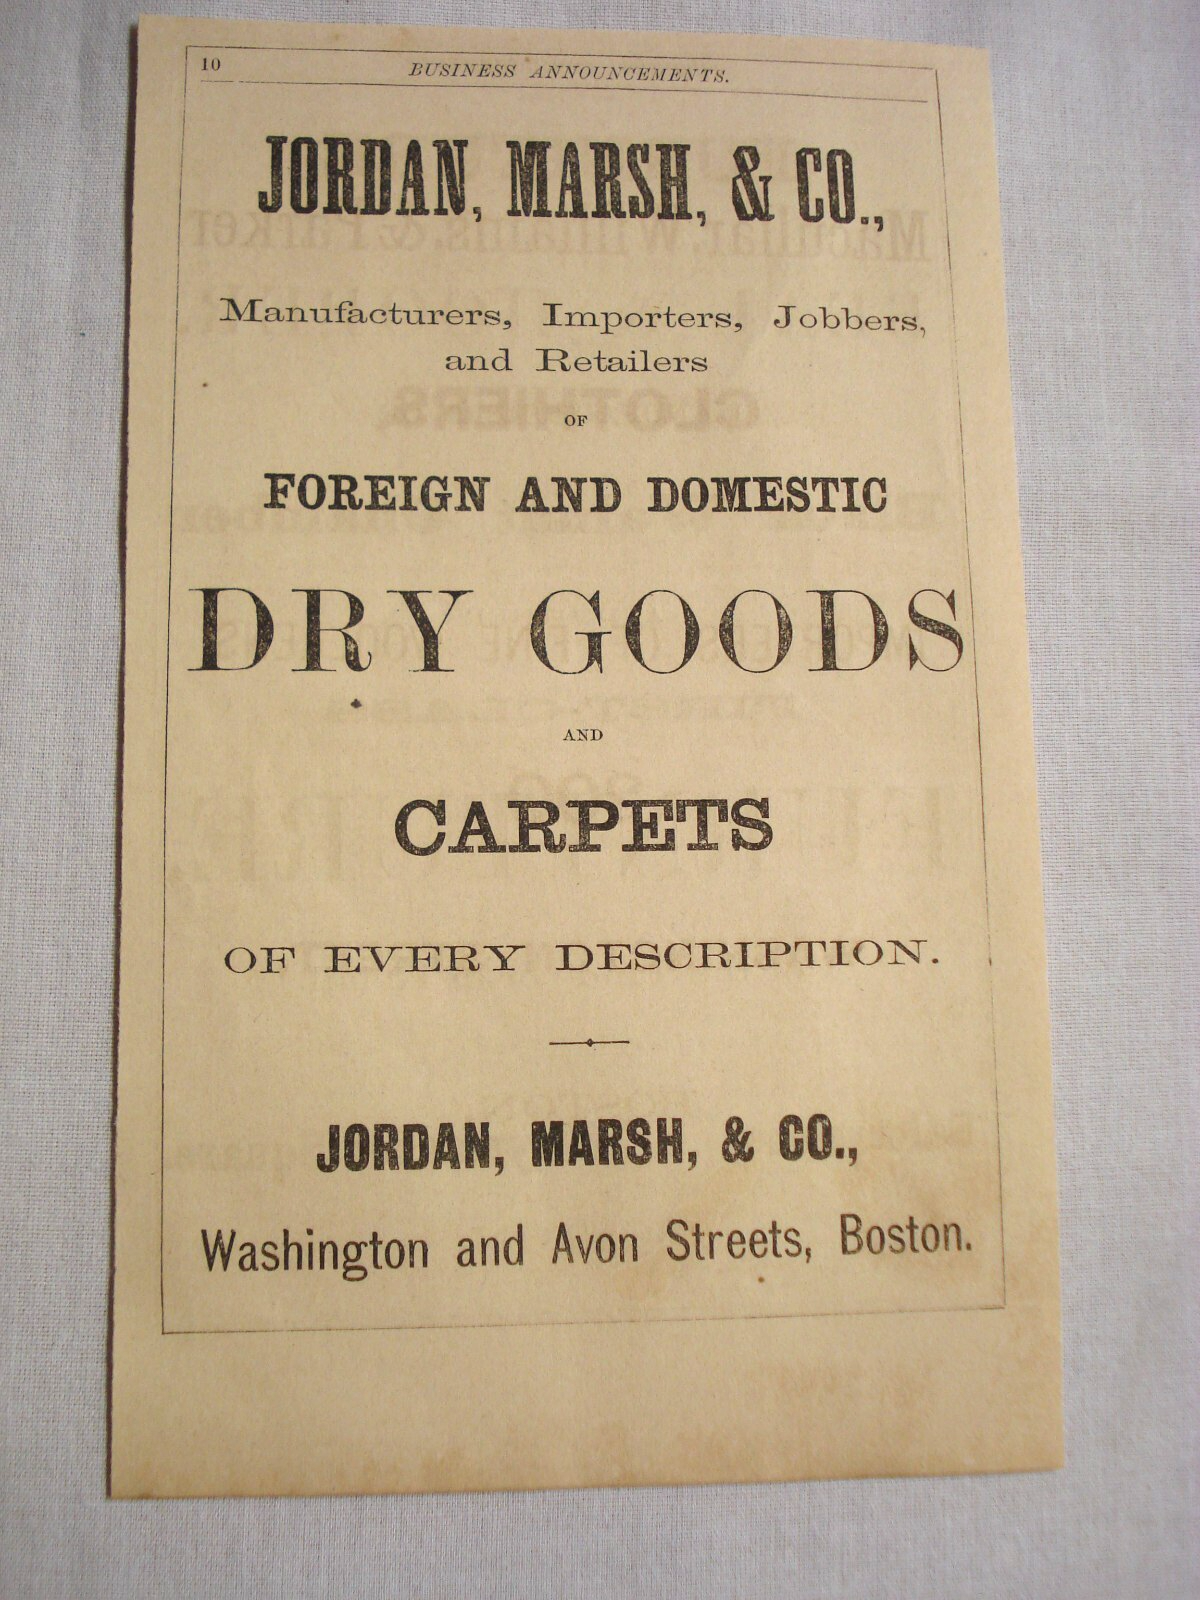 10 BUSINESS ANNOUNCEMENTS.
JORDAN, MARSH, & CO.,
Manufacturers, Importers, Jobbers,
and Retailers
OF
FOREIGN AND DOMESTIC
DRY GOODS
AND
CARPETS
OF EVERY DESCRIPTION.
JORDAN, MARSH, & CO.,
Washington and Avon Streets, Boston.